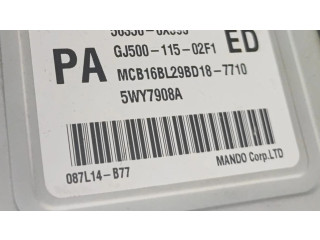 PA GJ500-115-02F1 ED
MCB16BL29BD18-7710
5WY7908A
087L14-B77 MANDO Corp.LTD